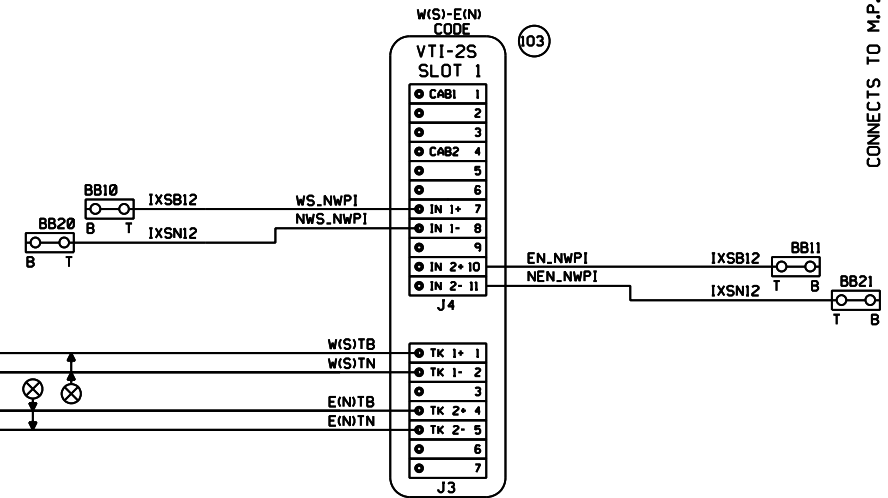 W(S)-E(N)
CODE
103
VTI-2S
SLOT 1
CAB1 1
2
3
CAB2 4
5
6
IN 1+ 7
IN 1- 8
9
IN 2+ 10
IN 2- 11
J4
BB10
IXSB12
WS_NWPI
B T
BB20
IXSN12
NWS_NWPI
B T
EN_NWPI
IXSB12
BB11
T B
NEN_NWPI
IXSN12
BB21
T B
W(S)TB
TK 1+ 1
W(S)TN
TK 1- 2
3
E(N)TB
TK 2+ 4
E(N)TN
TK 2- 5
6
7
J3
CONNECTS TO M.P.